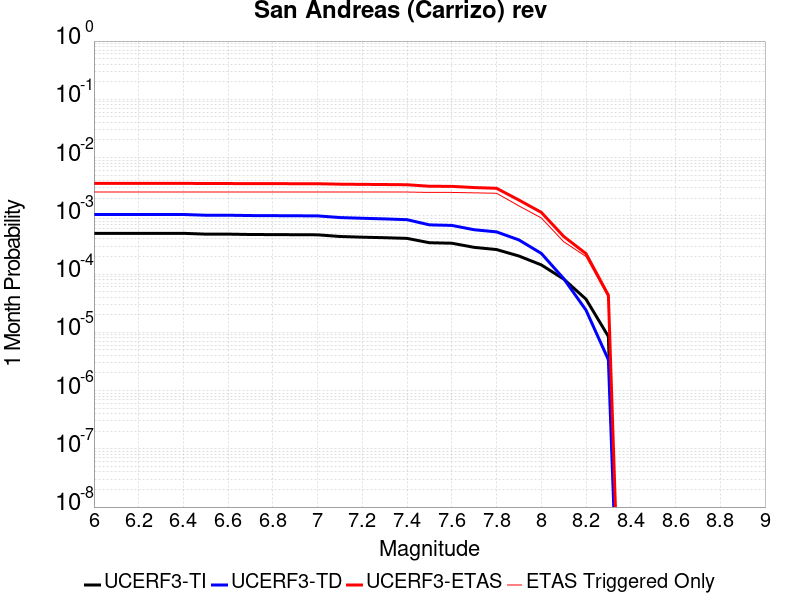 San Andreas (Carrizo) rev
10 0
10 -1
10 -2
10 -3
10 -4
10 -5
10 -6
10 -7
10 -8
1 Month Probability
6 6.2 6.4 6.6 6.8 7 7.2 7.4 7.6 7.8 8 8.2 8.4 8.6 8.8 9
Magnitude
UCERF3-TI UCERF3-TD UCERF3-ETAS ETAS Triggered Only